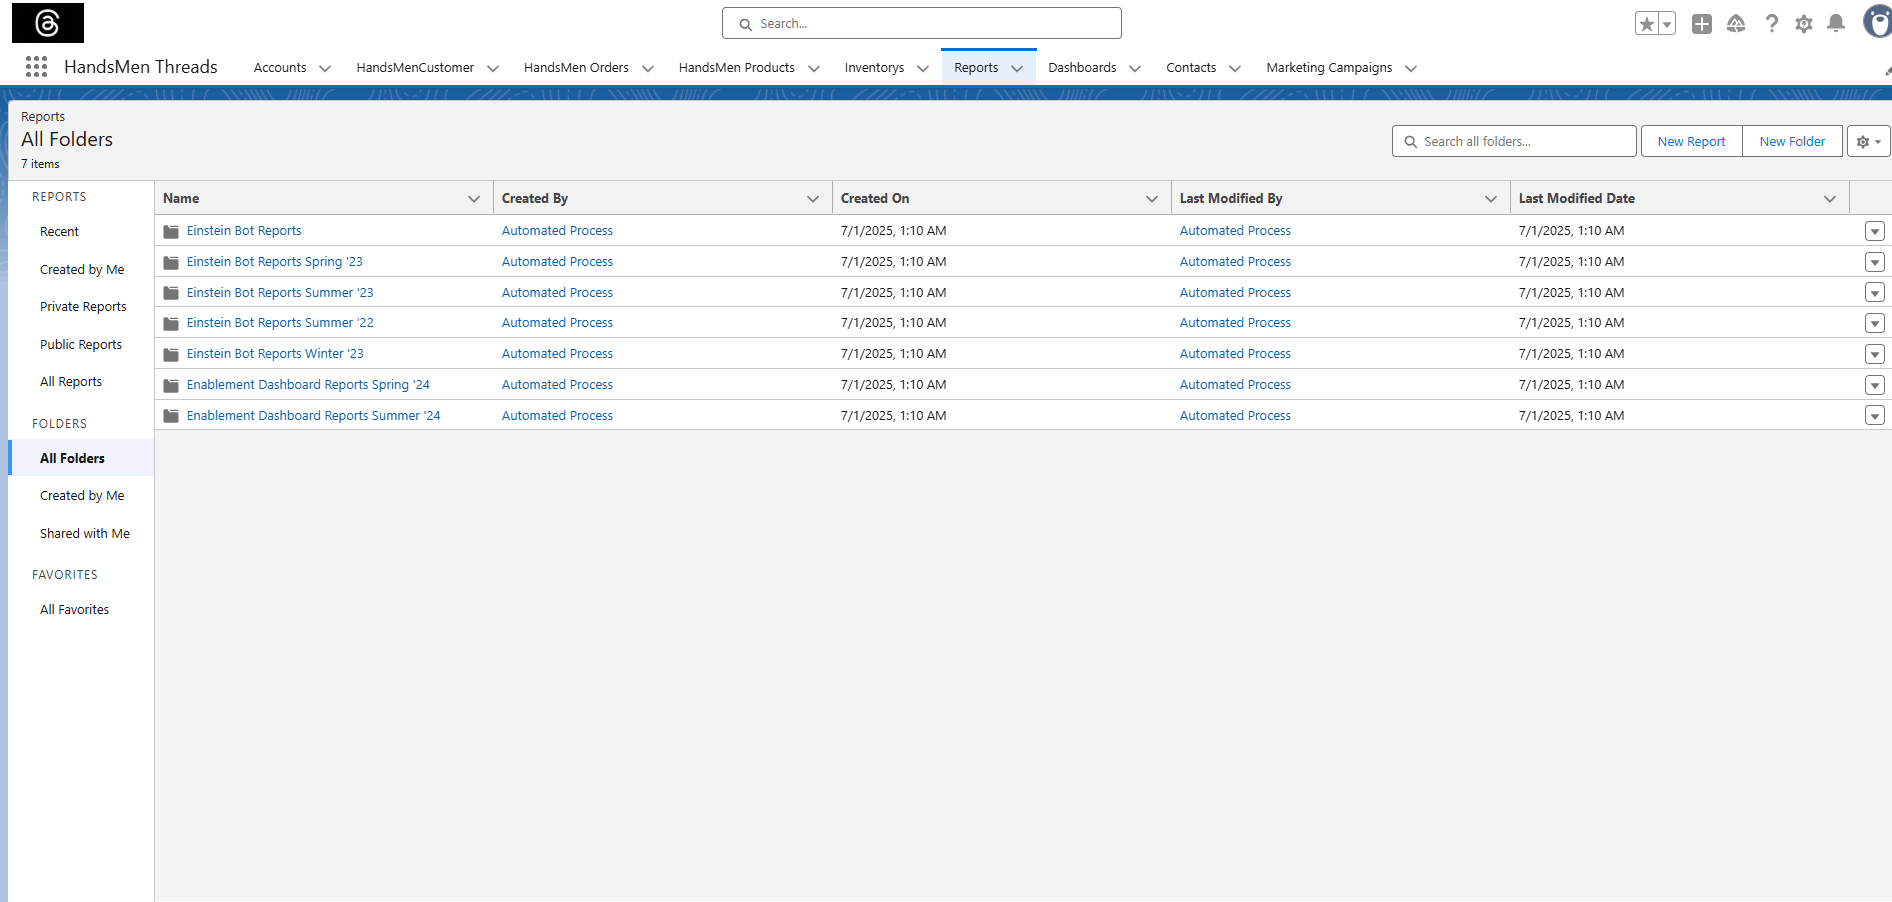 Search...
HandsMen Threads Accounts HandsMenCustomer HandsMen Orders HandsMen Products Inventorys Reports Dashboards Contacts Marketing Campaigns
Reports
All Folders
7 items
Search all folders...
New Report
New Folder
REPORTS
Recent
Created by Me
Private Reports
Public Reports
All Reports
FOLDERS
All Folders
Created by Me
Shared with Me
FAVORITES
All Favorites
Name Created By Created On Last Modified By Last Modified Date
Einstein Bot Reports Automated Process 7/1/2025, 1:10 AM Automated Process 7/1/2025, 1:10 AM
Einstein Bot Reports Spring '23 Automated Process 7/1/2025, 1:10 AM Automated Process 7/1/2025, 1:10 AM
Einstein Bot Reports Summer '23 Automated Process 7/1/2025, 1:10 AM Automated Process 7/1/2025, 1:10 AM
Einstein Bot Reports Summer '22 Automated Process 7/1/2025, 1:10 AM Automated Process 7/1/2025, 1:10 AM
Einstein Bot Reports Winter '23 Automated Process 7/1/2025, 1:10 AM Automated Process 7/1/2025, 1:10 AM
Enablement Dashboard Reports Spring '24 Automated Process 7/1/2025, 1:10 AM Automated Process 7/1/2025, 1:10 AM
Enablement Dashboard Reports Summer '24 Automated Process 7/1/2025, 1:10 AM Automated Process 7/1/2025, 1:10 AM